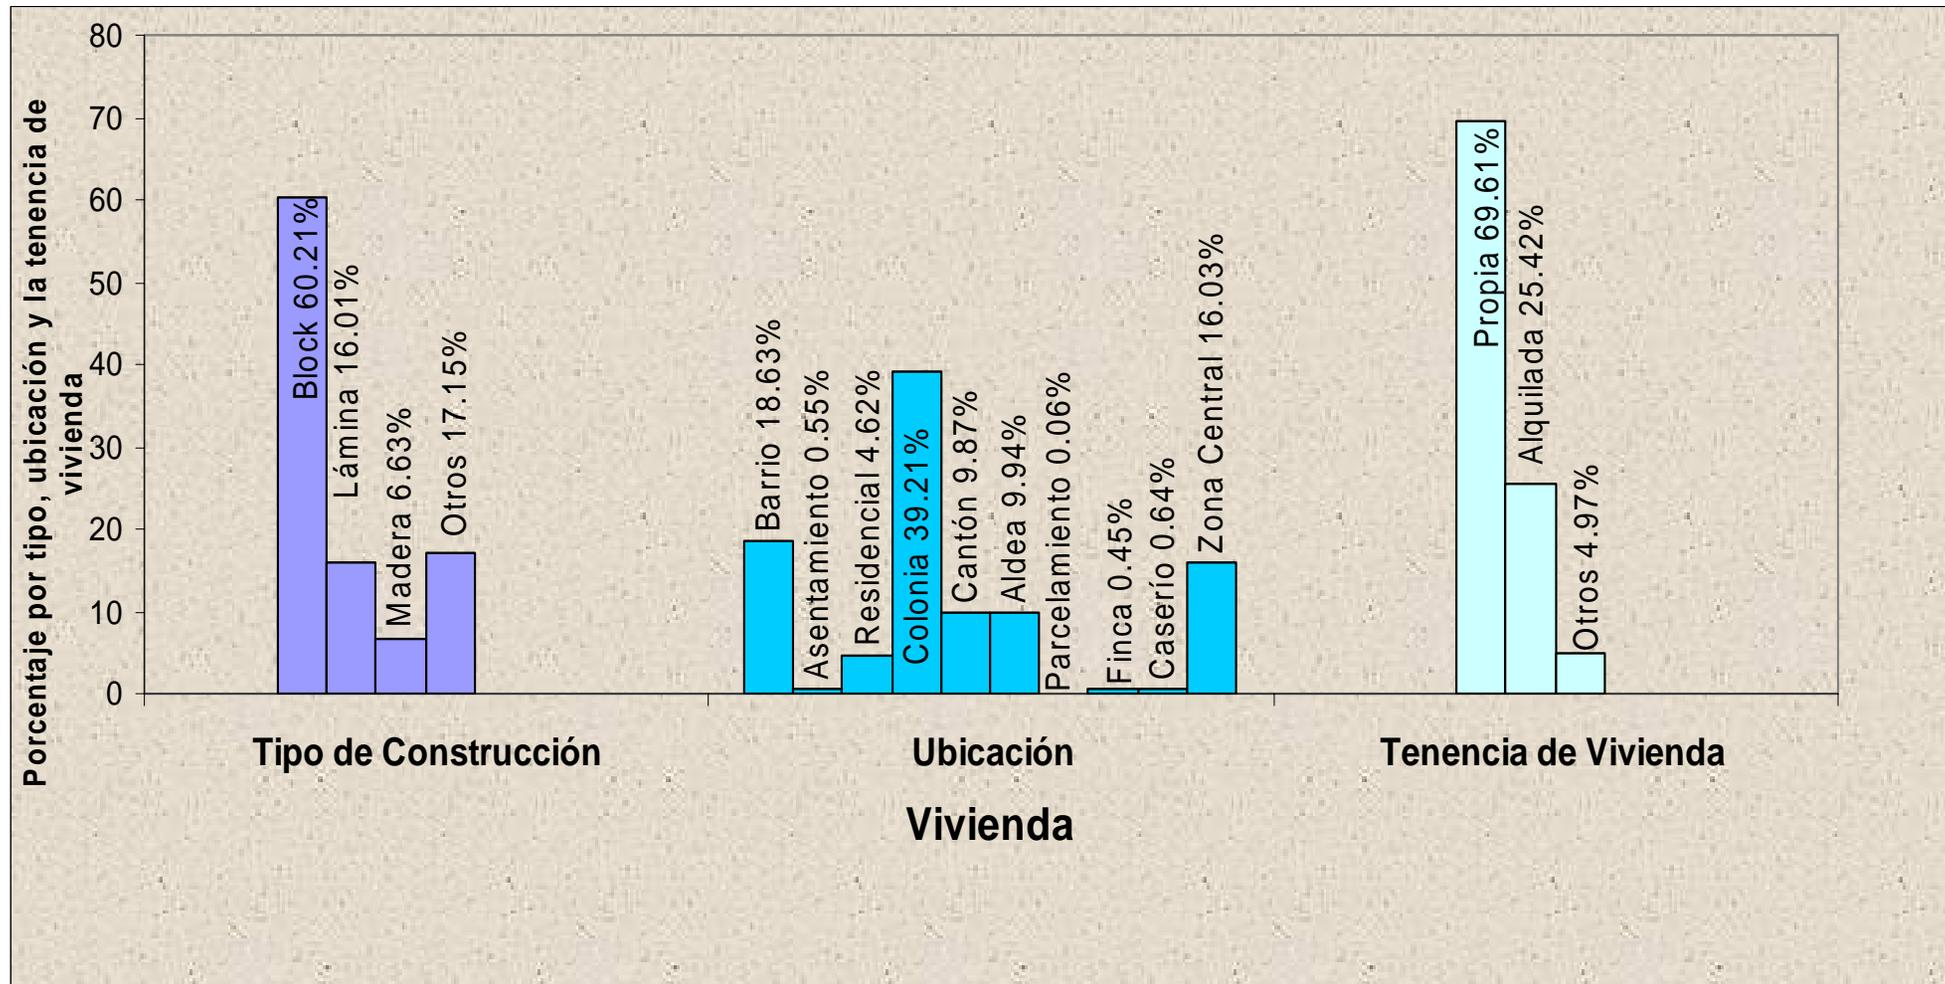 Porcentaje por tipo, ubicación y la tenencia de
vivienda
80
70
60
50
40
30
20
10
0
Block 60.21%
Lámina 16.01%
Madera 6.63%
Otros 17.15%
Barrio 18.63%
Asentamiento 0.55%
Residencial 4.62%
Colonia 39.21%
Cantón 9.87%
Aldea 9.94%
Parcelamiento 0.06%
Finca 0.45%
Caserío 0.64%
Zona Central 16.03%
Propia 69.61%
Alquilada 25.42%
Otros 4.97%
Tipo de Construcción
Ubicación
Tenencia de Vivienda
Vivienda